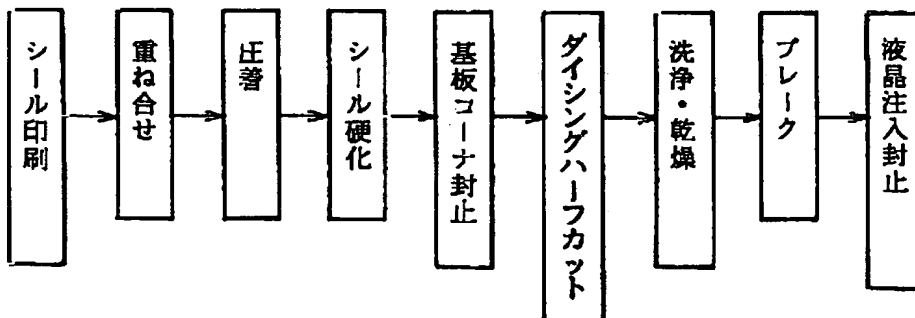 シール印刷
重ね合せ
圧着
シール硬化
基板コーナ封止
ダイシングハーフカット
洗浄・乾燥
ブレーク
液晶注入封止